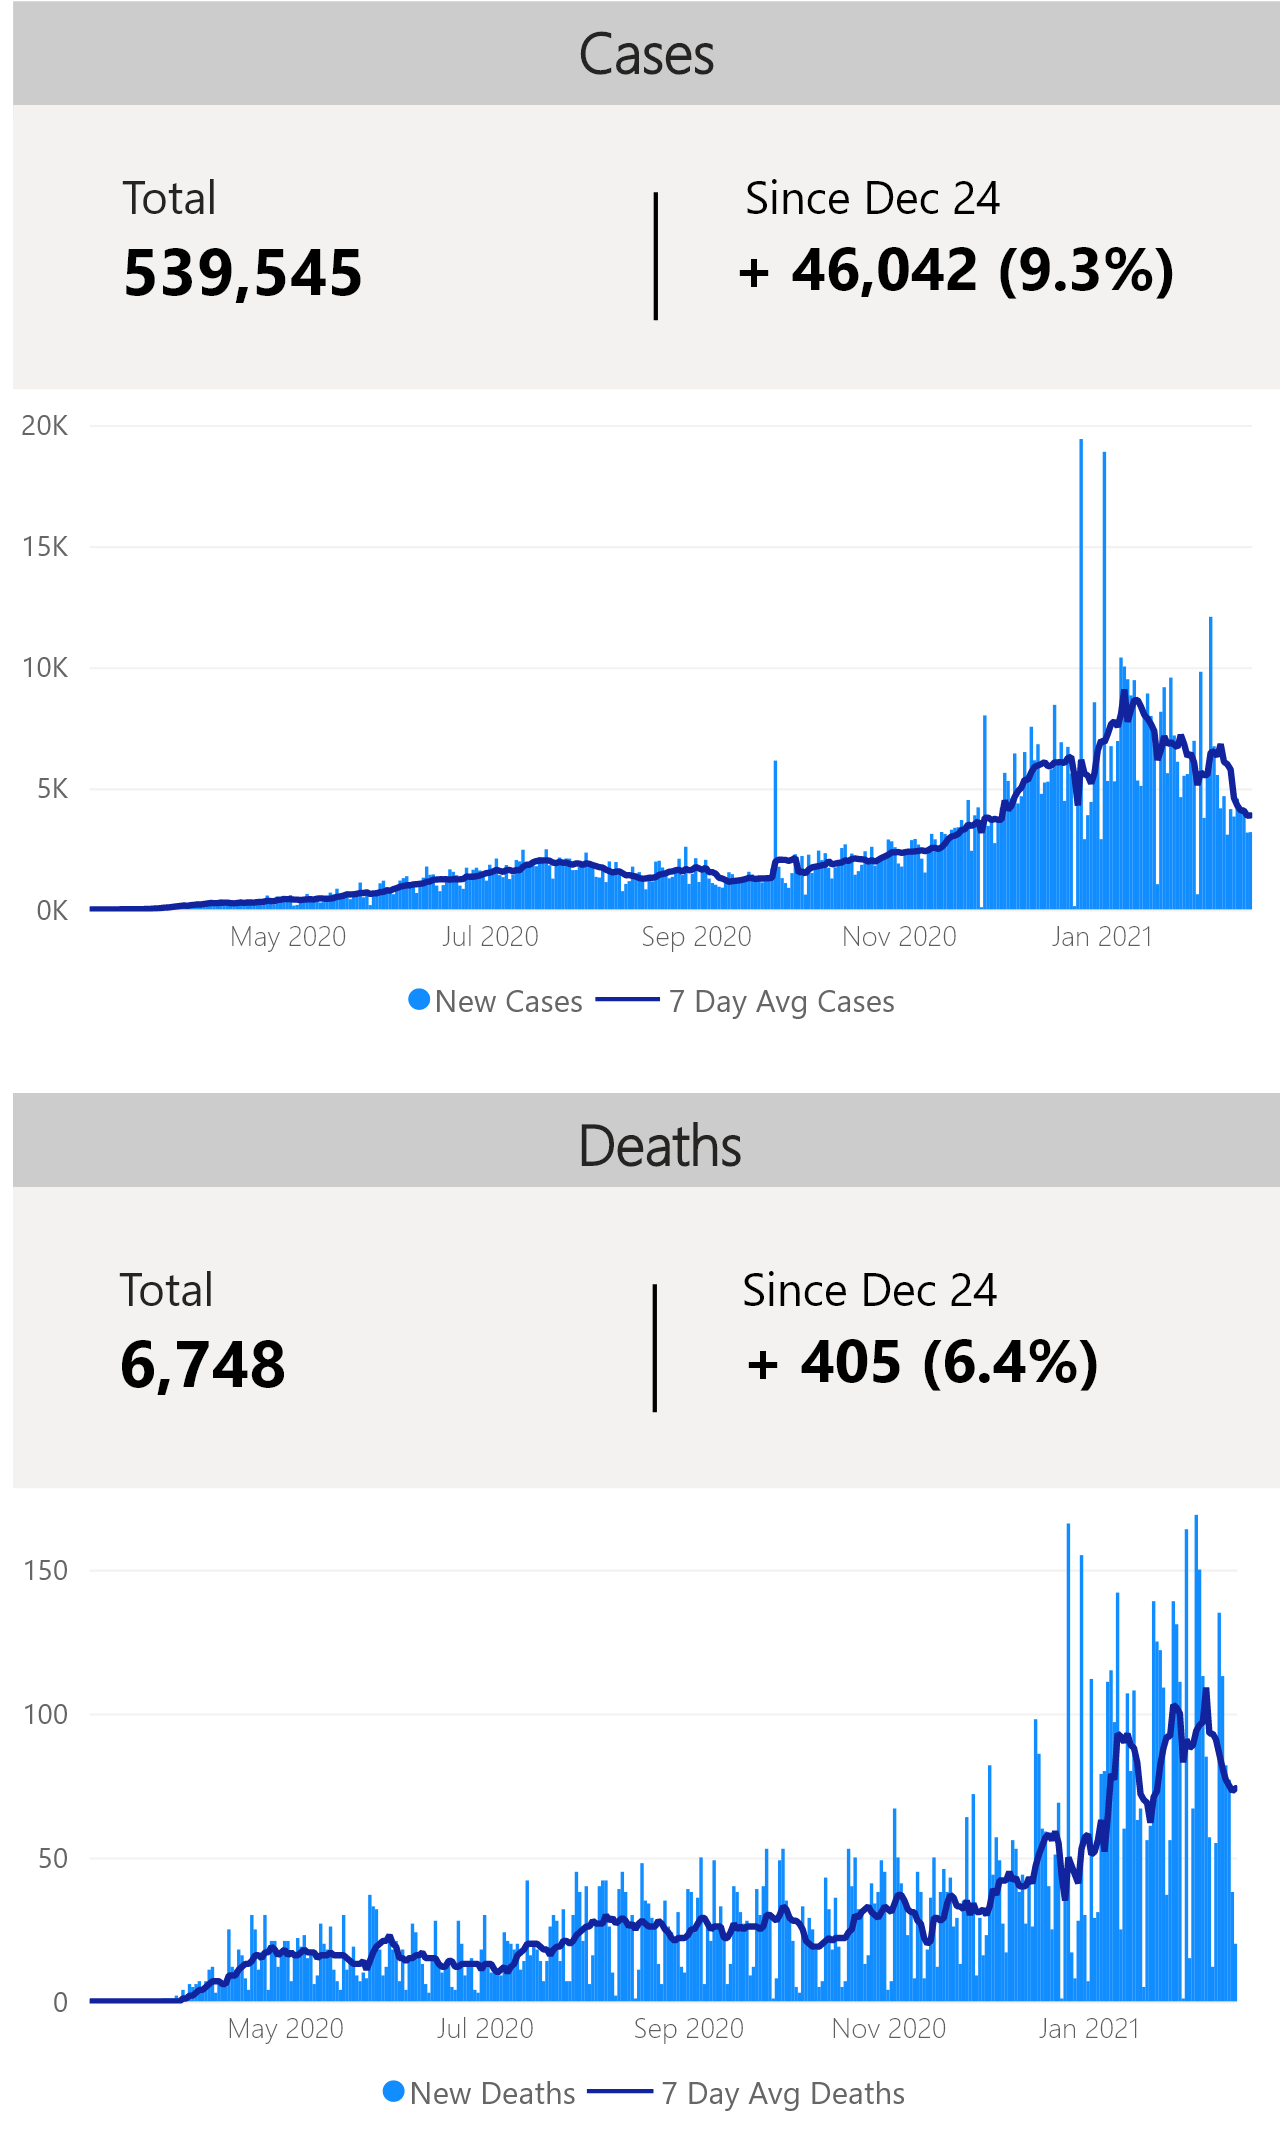 Cases
Total
Since Dec 24
539,545
+ 46,042 (9.3%)
20K
15K
10K
5K
0K
May 2020
Jul 2020
Sep 2020
Nov 2020
Jan 2021
New Cases
7 Day Avg Cases
Deaths
Total
Since Dec 24
6,748
+ 405 (6.4%)
150
100
50
0
May 2020
Jul 2020
Sep 2020
Nov 2020
Jan 2021
New Deaths
7 Day Avg Deaths